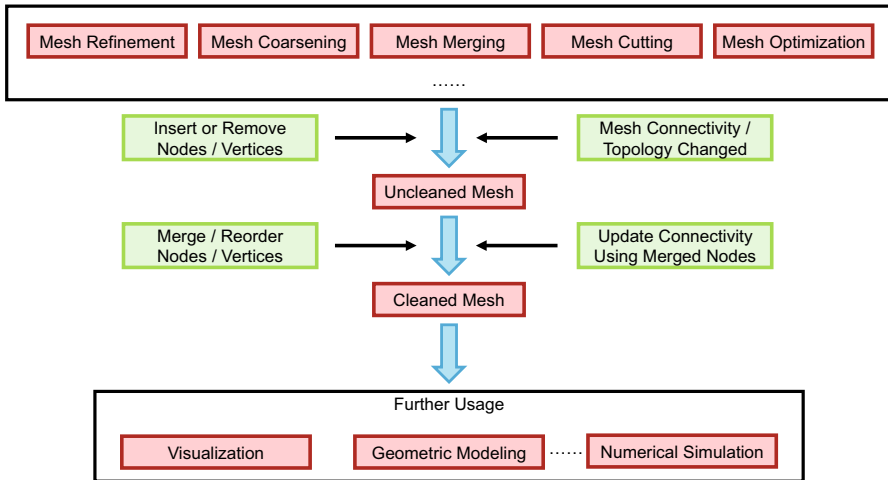 Mesh Refinement
Mesh Coarsening
Mesh Merging
Mesh Cutting
Mesh Optimization
......
Insert or Remove
Nodes / Vertices
Mesh Connectivity /
Topology Changed
Uncleaned Mesh
Merge / Reorder
Nodes / Vertices
Update Connectivity
Using Merged Nodes
Cleaned Mesh
Further Usage
Visualization
Geometric Modeling
......
Numerical Simulation